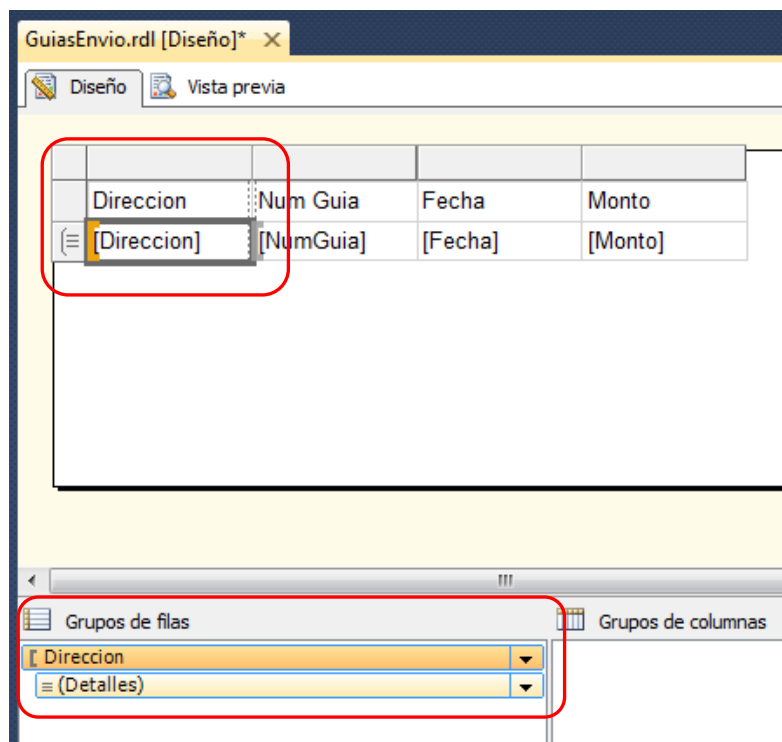 GuiasEnvio.rdl [Diseño]*
Diseño Vista previa
Direccion Num Guia Fecha Monto
[Direccion] [NumGuia] [Fecha] [Monto]
Grupos de filas Grupos de columnas
Direccion
(Detalles)